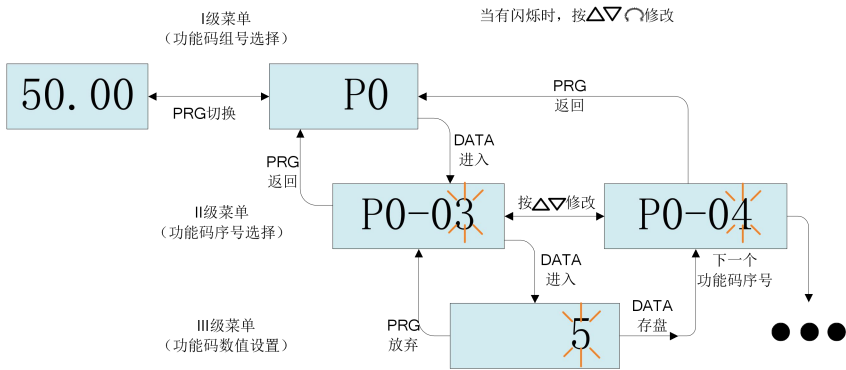 I级菜单
（功能码组号选择）
当有闪烁时，按△▽修改
50.00
PRG切换
P0
PRG
返回
DATA
进入
PRG
返回
II级菜单
（功能码序号选择）
P0-03
按△▽修改
P0-04
下一个
功能码序号
DATA
进入
III级菜单
（功能码数值设置）
PRG
放弃
5
DATA
存盘